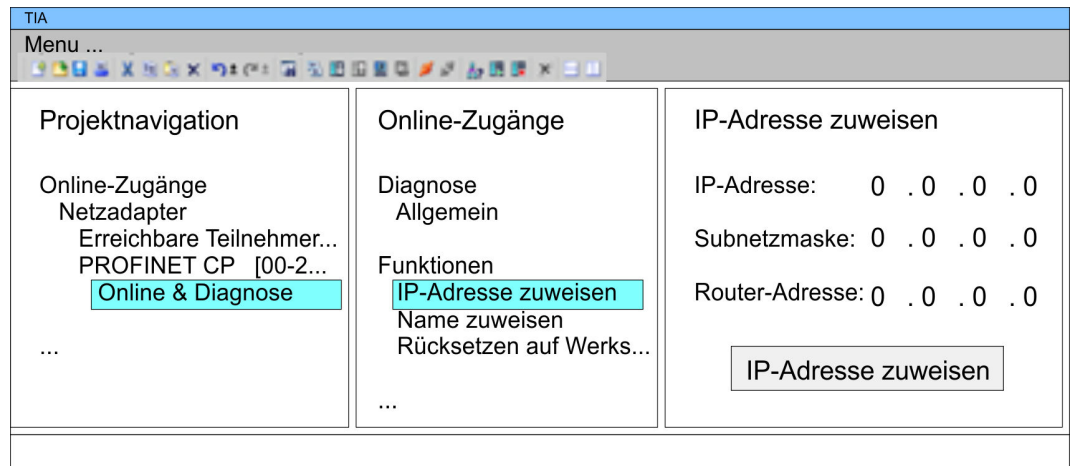 TIA
Menu ...
Projektnavigation
Online-Zugänge
Netzadapter
Erreichbare Teilnehmer...
PROFINET CP [00-2...
Online & Diagnose
...
Online-Zugänge
Diagnose
Allgemein
Funktionen
IP-Adresse zuweisen
Name zuweisen
Rücksetzen auf Werks...
...
IP-Adresse zuweisen
IP-Adresse: 0 . 0 . 0 . 0
Subnetzmaske: 0 . 0 . 0 . 0
Router-Adresse: 0 . 0 . 0 . 0
IP-Adresse zuweisen